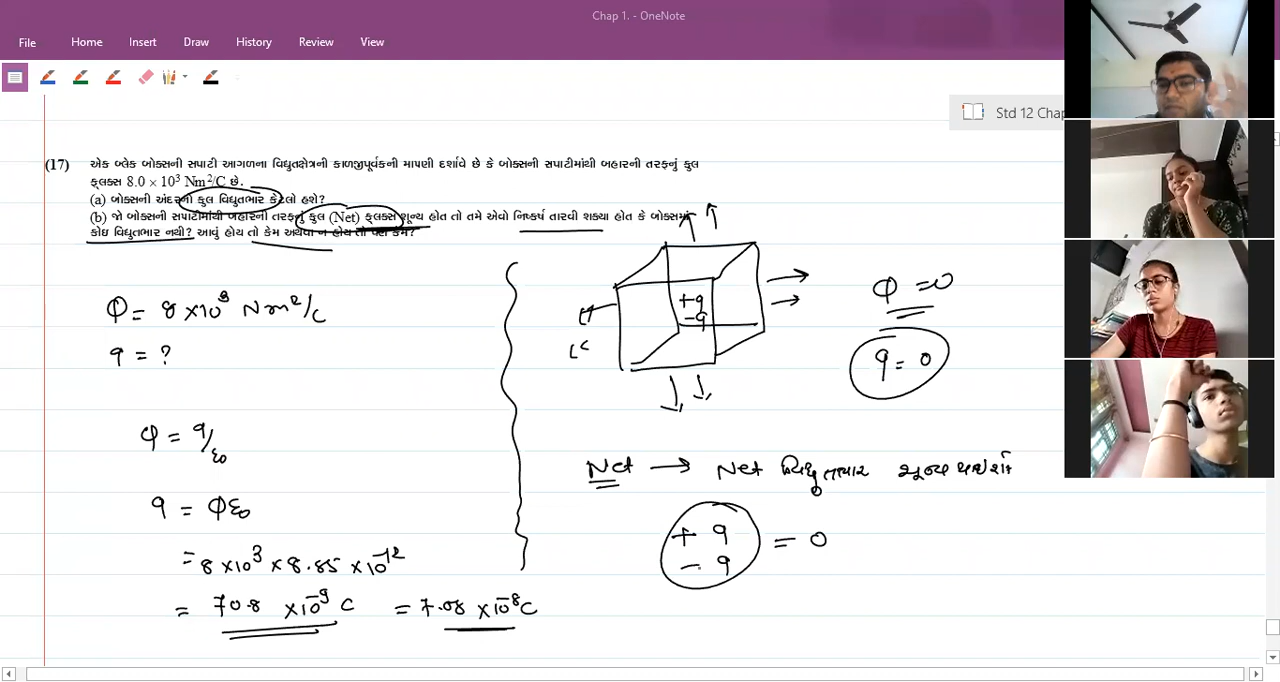 Chap 1. - OneNote
File Home Insert Draw History Review View
Std 12 Chap
(17) એક બ્લેક બોક્સની સપાટી આગળના વિદ્યુતક્ષેત્રની કાળજીપૂર્વકની માપણી દર્શાવે છે કે બોક્સની સપાટીમાંથી બહારની તરફનું કુલ
ફ્લક્સ 8.0 × 10³ Nm²/C છે.
(a) બોક્સની અંદરનો કુલ વિદ્યુતભાર કેટલો હશે?
(b) જો બોક્સની સપાટીમાંથી બહારની તરફનું કુલ (Net) ફ્લક્સ શૂન્ય હોત તો તમે એવો નિષ્કર્ષ તારવી શક્યા હોત કે બોક્સમાં
કોઇ વિદ્યુતભાર નથી? આવું હોય તો કેમ અથવા ન હોય તો પણ કેમ?
ϕ = 8 × 10³ Nm²/C
q = ?
ϕ = q/ε₀
q = ϕε₀
= 8 × 10³ × 8.85 × 10⁻¹²
= 70.8 × 10⁻⁹ C = 7.08 × 10⁻⁸ C
+q
-q
ϕ = 0
q = 0
Net → Net વિદ્યુતભાર શૂન્ય
+ q
- q = 0